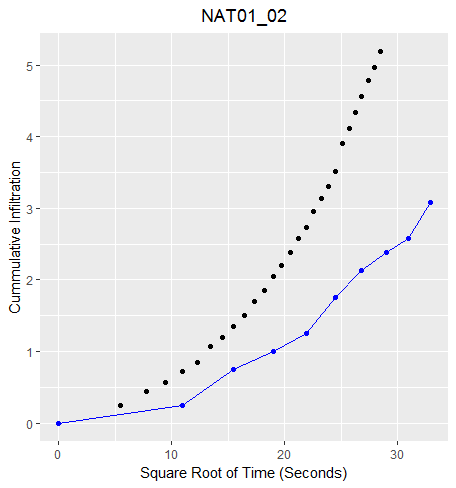 NAT01_02
5
4
3
2
1
0
Cummulative Infiltration
0 10 20 30
Square Root of Time (Seconds)